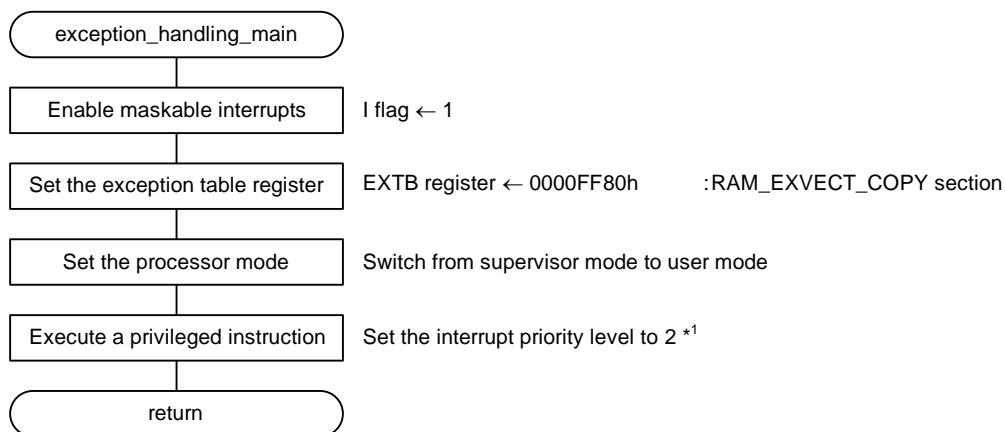 exception_handling_main
Enable maskable interrupts I flag ← 1
Set the exception table register EXTB register ← 0000FF80h :RAM_EXVECT_COPY section
Set the processor mode Switch from supervisor mode to user mode
Execute a privileged instruction Set the interrupt priority level to 2 *1
return